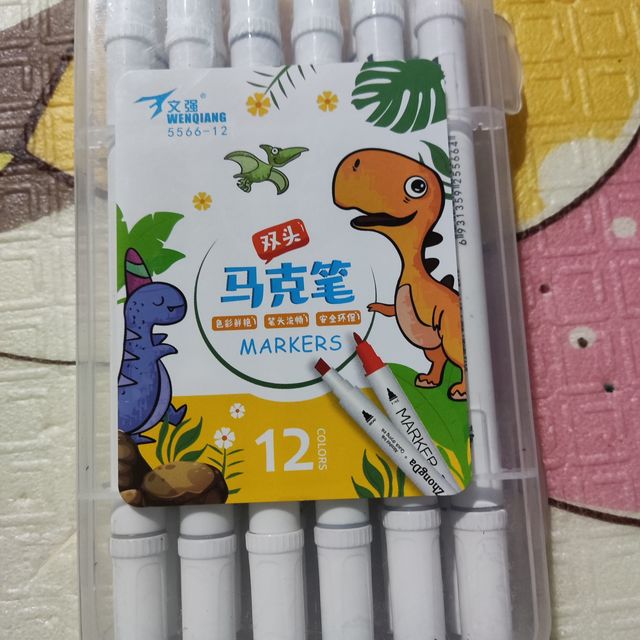 文强®
WENQIANG
5566-12
双头
马克笔
色彩鲜艳 笔头流畅 安全环保
MARKERS
12
COLORS
MARKER
ZhongDa